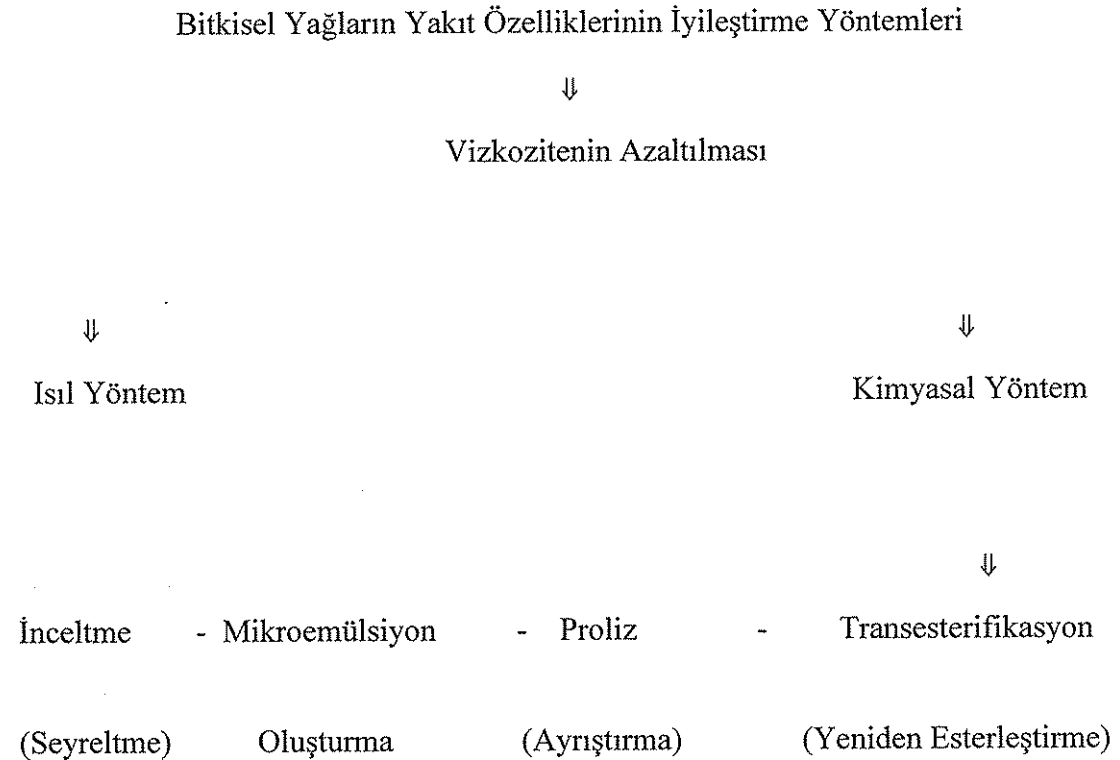 Bitkisel Yağların Yakıt Özelliklerinin İyileştirme Yöntemleri
⇓
Vizkozitenin Azaltılması
⇓ ⇓
Isıl Yöntem Kimyasal Yöntem
⇓
İnceltme - Mikroemülsiyon - Proliz - Transesterifikasyon
(Seyreltme) Oluşturma (Ayrıştırma) (Yeniden Esterleştirme)